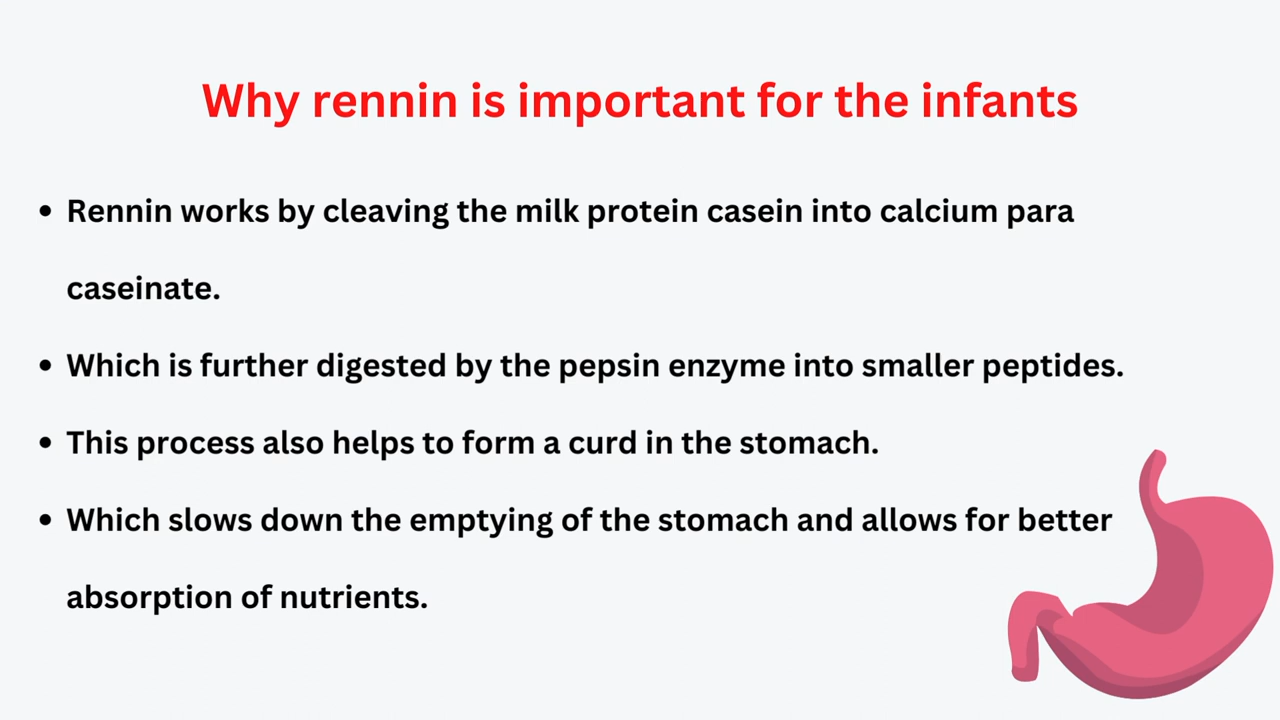 Why rennin is important for the infants
• Rennin works by cleaving the milk protein casein into calcium para
caseinate.
• Which is further digested by the pepsin enzyme into smaller peptides.
• This process also helps to form a curd in the stomach.
• Which slows down the emptying of the stomach and allows for better
absorption of nutrients.